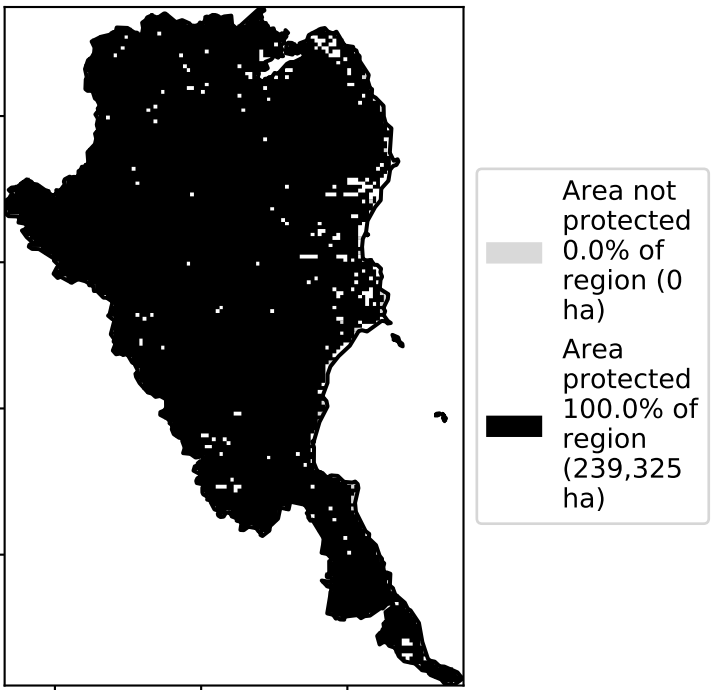 Area not
protected
0.0% of
region (0
ha)
Area
protected
100.0% of
region
(239,325
ha)